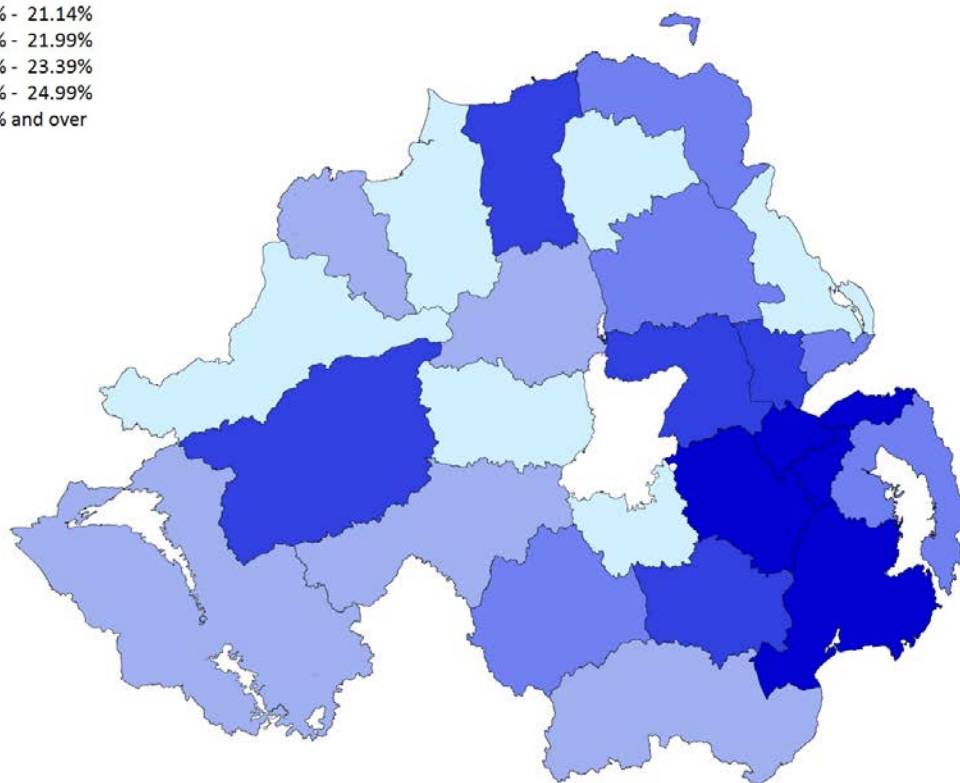 % - 21.14%
% - 21.99%
% - 23.39%
% - 24.99%
% and over